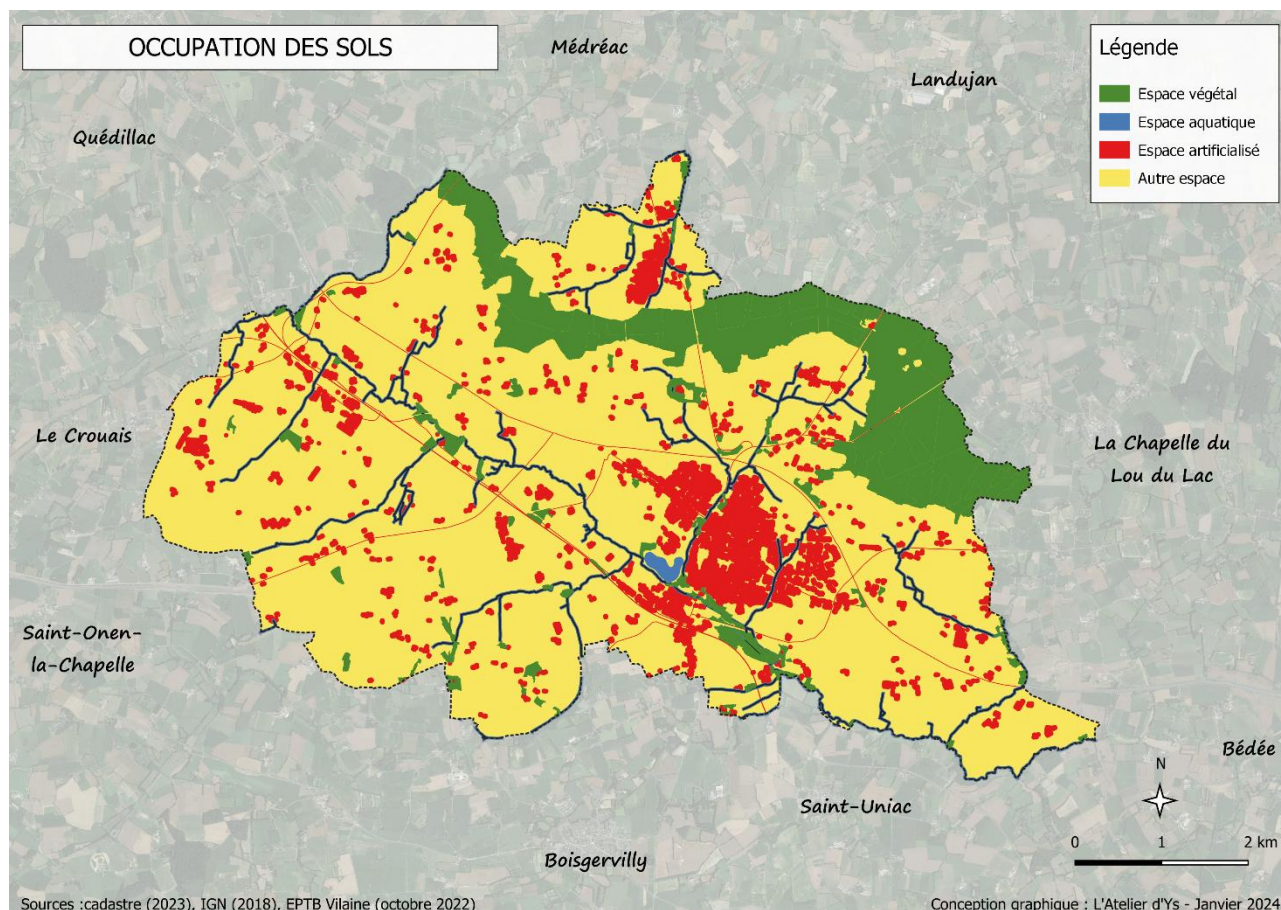 OCCUPATION DES SOLS
Médréac
Landujan
Quédillac
Légende
Espace végétal
Espace aquatique
Espace artificialisé
Autre espace
Le Crouais
La Chapelle du
Lou du Lac
Saint-Onen-
la-Chapelle
Bédée
Saint-Uniac
Boisgervilly
N
0 1 2 km
Sources :cadastre (2023), IGN (2018), EPTB Vilaine (octobre 2022)
Conception graphique : L'Atelier d'Ys - Janvier 2024